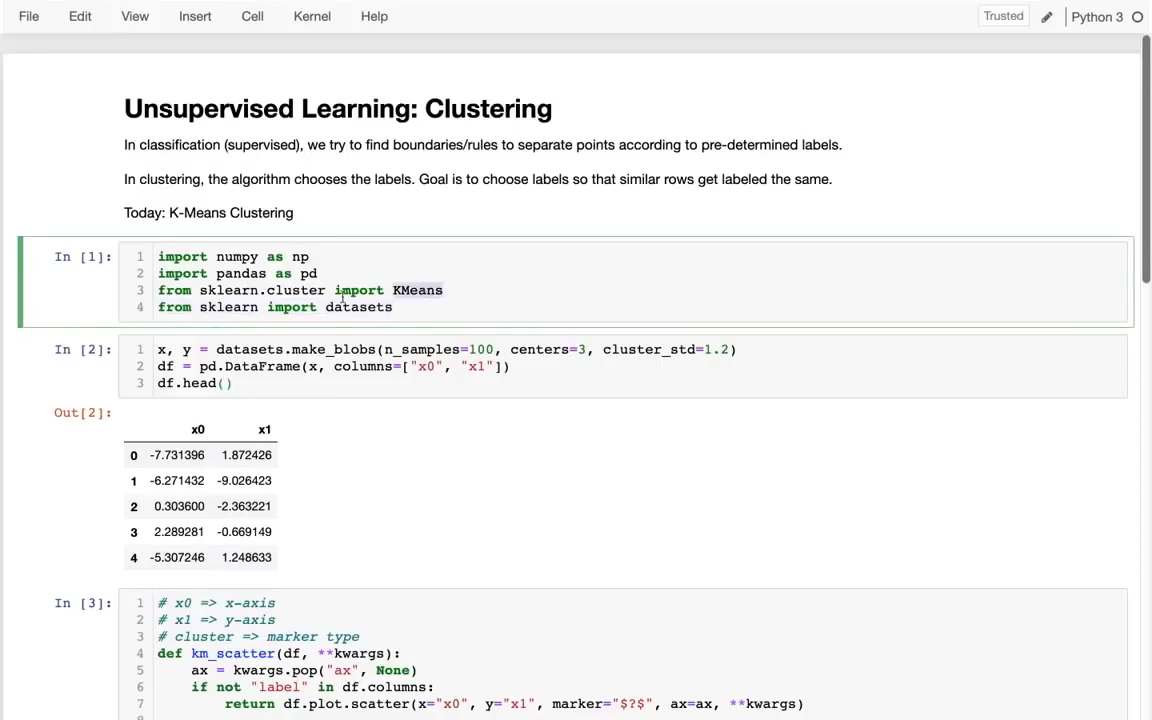 File Edit View Insert Cell Kernel Help Trusted Python 3
Unsupervised Learning: Clustering
In classification (supervised), we try to find boundaries/rules to separate points according to pre-determined labels.
In clustering, the algorithm chooses the labels. Goal is to choose labels so that similar rows get labeled the same.
Today: K-Means Clustering
In [1]: 1 import numpy as np
2 import pandas as pd
3 from sklearn.cluster import KMeans
4 from sklearn import datasets
In [2]: 1 x, y = datasets.make_blobs(n_samples=100, centers=3, cluster_std=1.2)
2 df = pd.DataFrame(x, columns=["x0", "x1"])
3 df.head()
Out[2]:
x0 x1
0 -7.731396 1.872426
1 -6.271432 -9.026423
2 0.303600 -2.363221
3 2.289281 -0.669149
4 -5.307246 1.248633
In [3]: 1 # x0 => x-axis
2 # x1 => y-axis
3 # cluster => marker type
4 def km_scatter(df, **kwargs):
5 ax = kwargs.pop("ax", None)
6 if not "label" in df.columns:
7 return df.plot.scatter(x="x0", y="x1", marker="$?$", ax=ax, **kwargs)
8